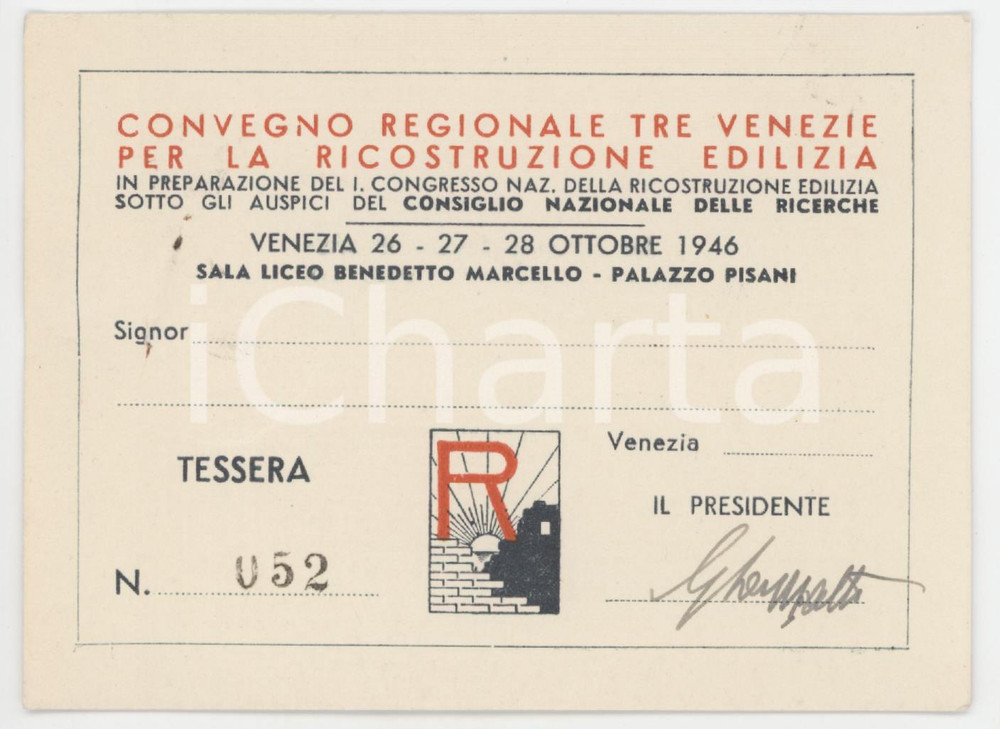 CONVEGNO REGIONALE TRE VENEZIE
PER LA RICOSTRUZIONE EDILIZIA
IN PREPARAZIONE DEL I. CONGRESSO NAZ. DELLA RICOSTRUZIONE EDILIZIA
SOTTO GLI AUSPICI DEL CONSIGLIO NAZIONALE DELLE RICERCHE
VENEZIA 26 - 27 - 28 OTTOBRE 1946
SALA LICEO BENEDETTO MARCELLO - PALAZZO PISANI
Signor
iCharta
TESSERA
R
Venezia
IL PRESIDENTE
N. 052